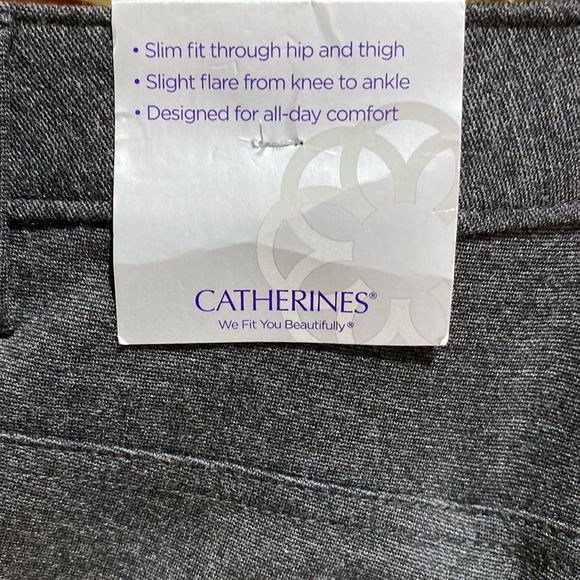 • Slim fit through hip and thigh
• Slight flare from knee to ankle
• Designed for all-day comfort
CATHERINES®
We Fit You Beautifully®